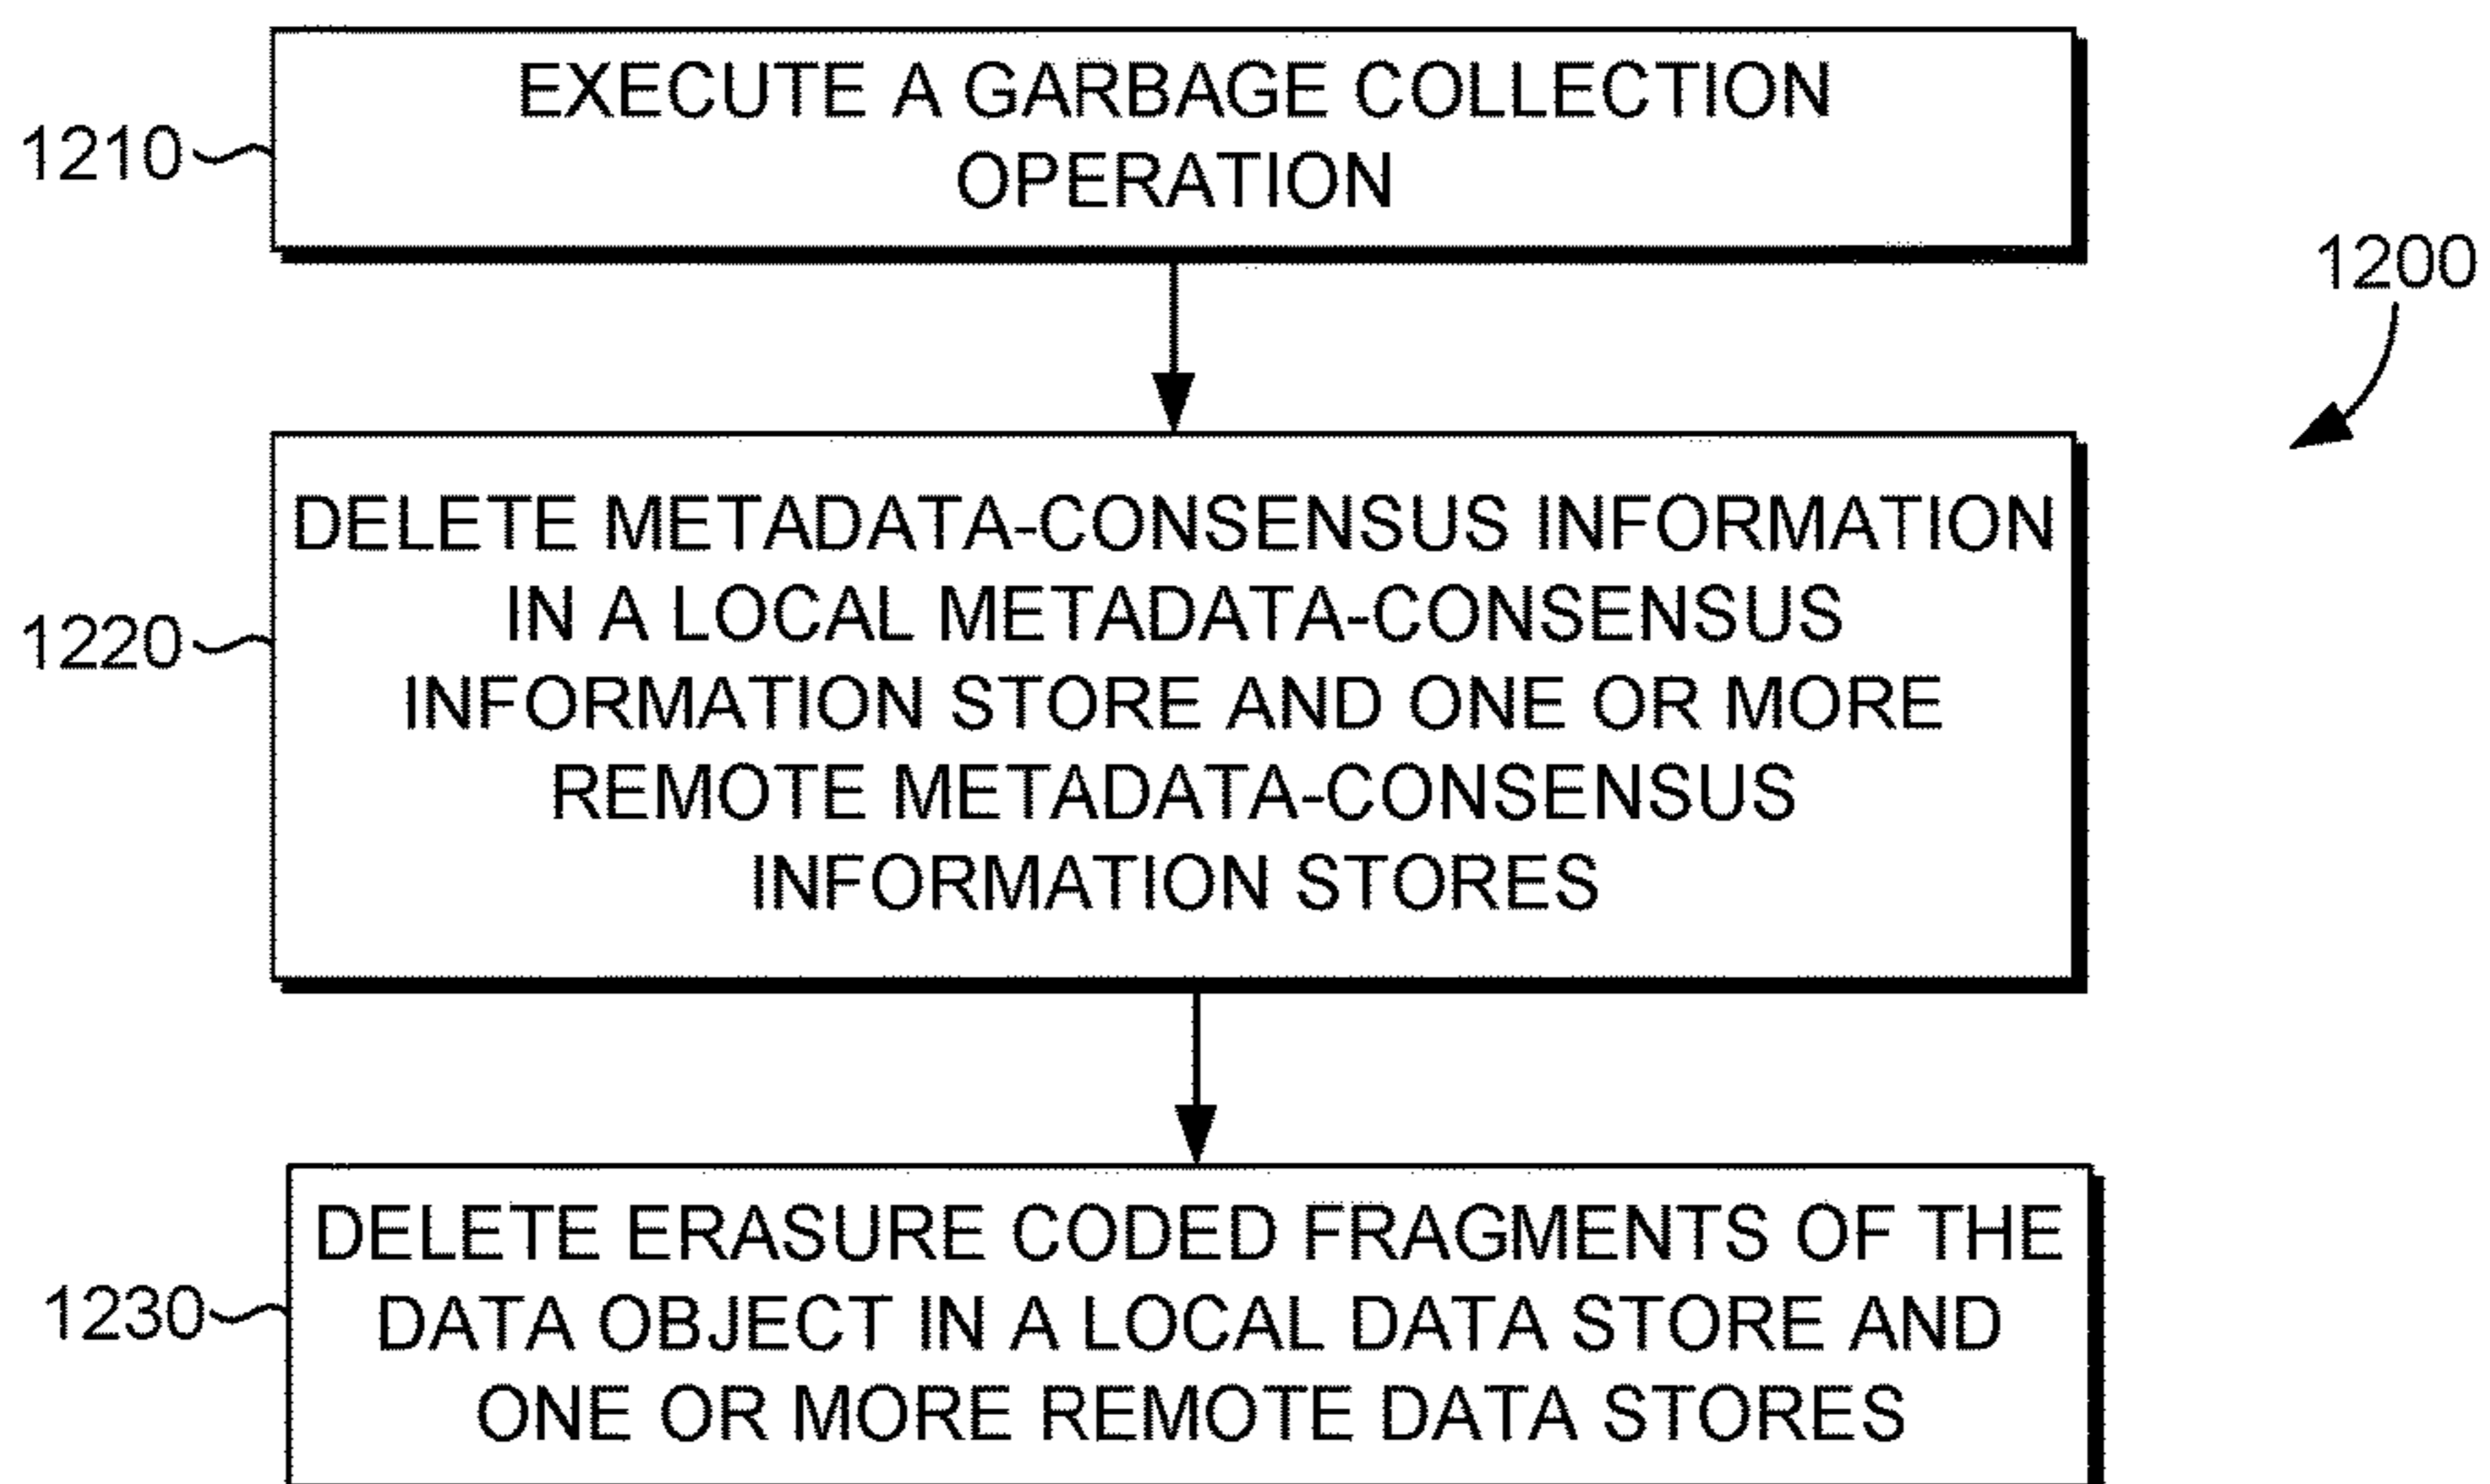 EXECUTE A GARBAGE COLLECTION
OPERATION
1210
1200
DELETE METADATA-CONSENSUS INFORMATION
IN A LOCAL METADATA-CONSENSUS
INFORMATION STORE AND ONE OR MORE
REMOTE METADATA-CONSENSUS
INFORMATION STORES
1220
DELETE ERASURE CODED FRAGMENTS OF THE
DATA OBJECT IN A LOCAL DATA STORE AND
ONE OR MORE REMOTE DATA STORES
1230